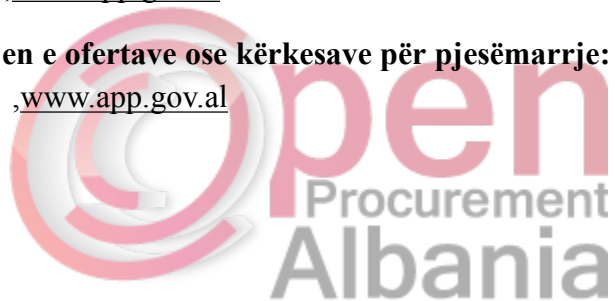 en e ofertave ose kërkesave për pjesëmarrje:
,www.app.gov.al
Open
Procurement
Albania